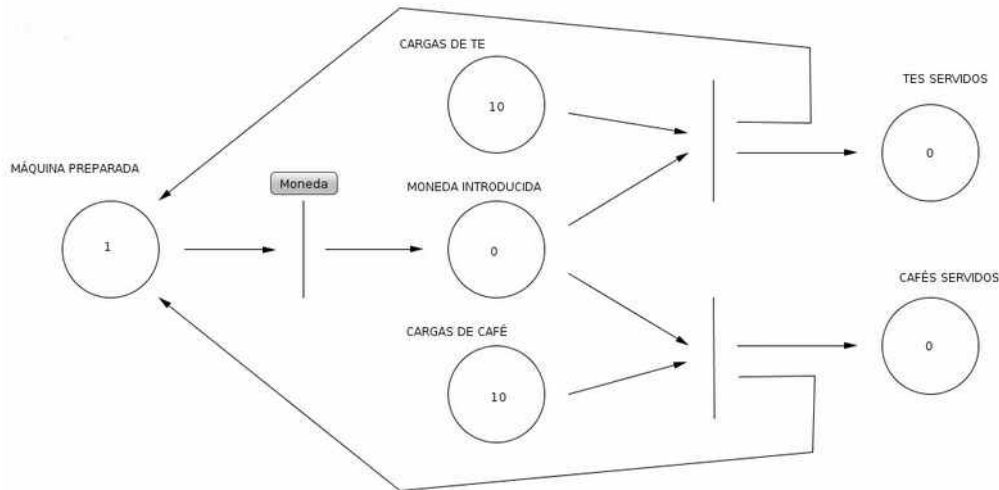 CARGAS DE TE
10
TES SERVIDOS
0
MÁQUINA PREPARADA
1
Moneda
MONEDA INTRODUCIDA
0
CAFÉS SERVIDOS
0
CARGAS DE CAFÉ
10